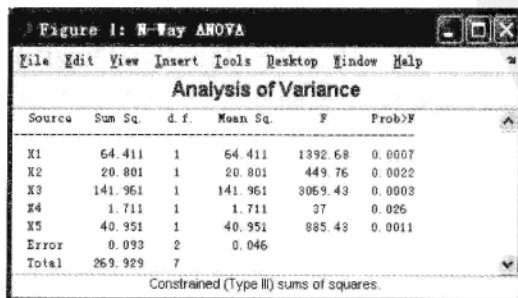 Figure 1: N-Way ANOVA
File Edit View Insert Tools Desktop Window Help
Analysis of Variance
Source Sum Sq. d.f. Mean Sq. F Prob>F
X1 64.411 1 64.411 1392.68 0.0007
X2 20.801 1 20.801 449.76 0.0022
X3 141.961 1 141.961 3069.43 0.0003
X4 1.711 1 1.711 37 0.026
X5 40.951 1 40.951 885.43 0.0011
Error 0.093 2 0.046
Total 269.929 7
Constrained (Type III) sums of squares.